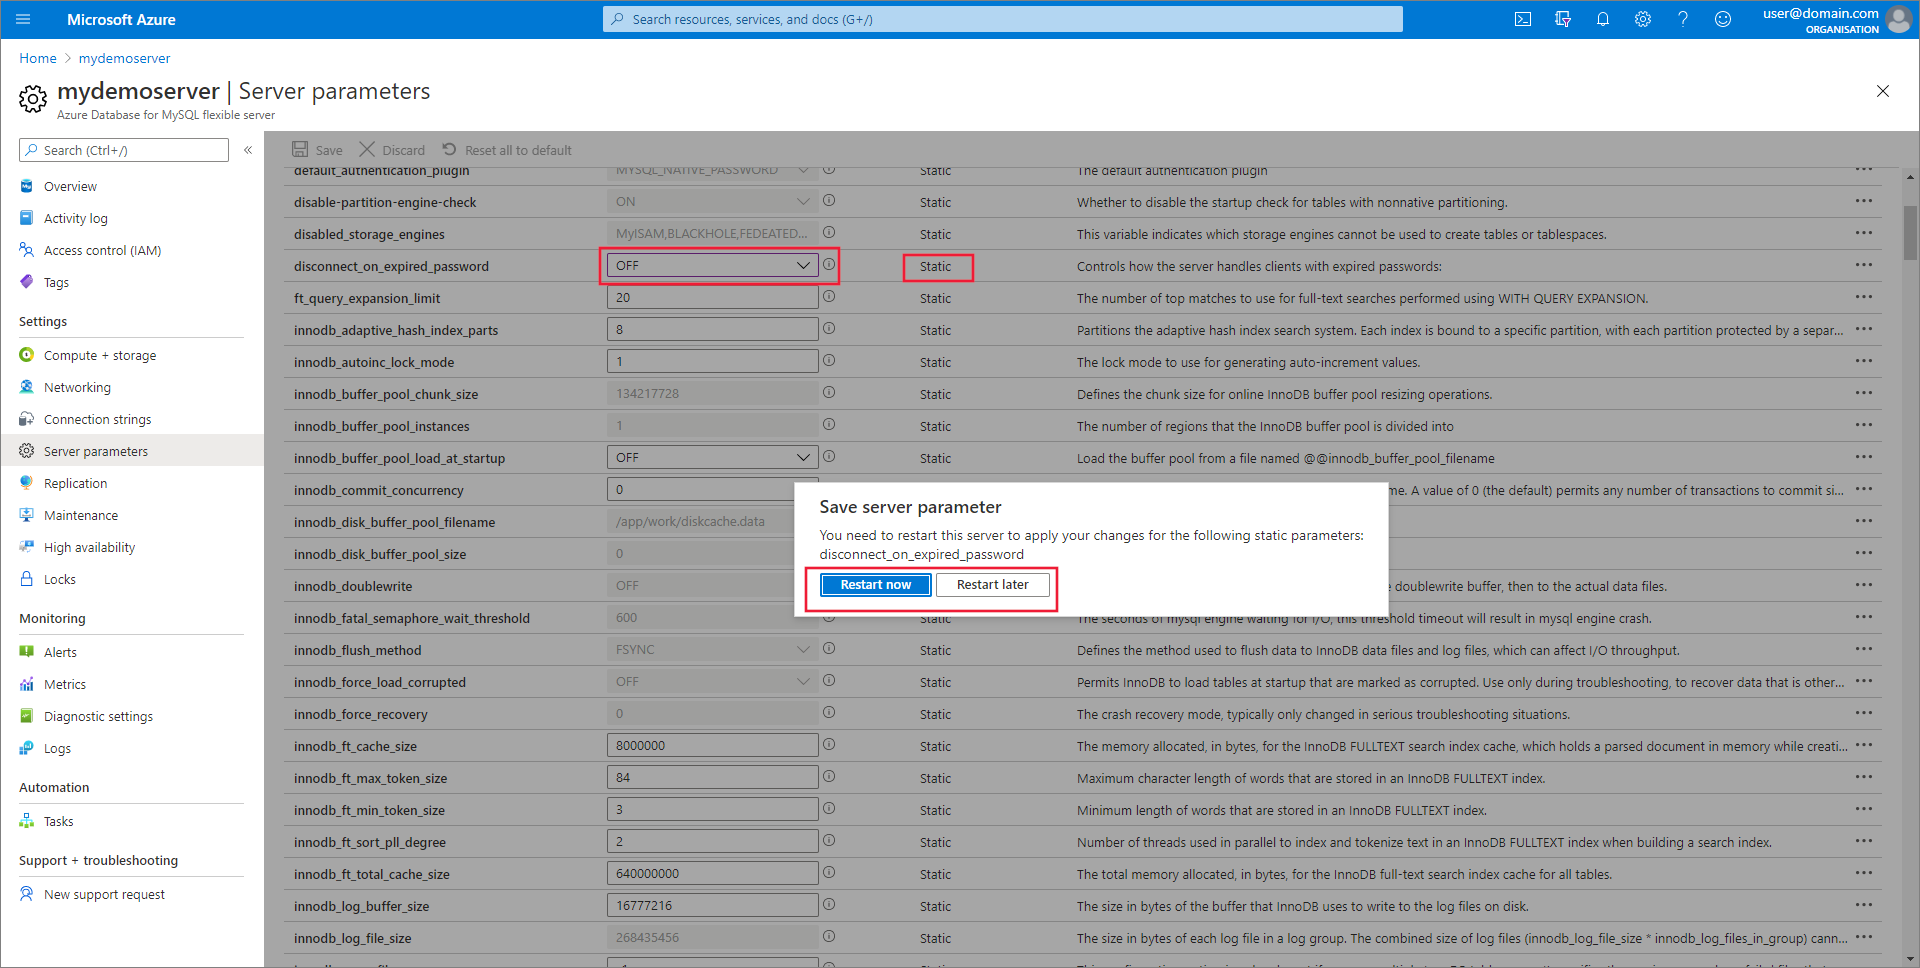 Microsoft Azure
Search resources, services, and docs (G+/)
user@domain.com
ORGANISATION
Home > mydemoserver
mydemoserver | Server parameters
Azure Database for MySQL flexible server
Search (Ctrl+/)
«
Overview
Activity log
Access control (IAM)
Tags
Settings
Compute + storage
Networking
Connection strings
Server parameters
Replication
Maintenance
High availability
Locks
Monitoring
Alerts
Metrics
Diagnostic settings
Logs
Automation
Tasks
Support + troubleshooting
New support request
Save Discard Reset all to default
default_authentication_plugin MYSQL_NATIVE_PASSWORD Static The default authentication plugin
disable-partition-engine-check ON Static Whether to disable the startup check for tables with nonnative partitioning.
disabled_storage_engines MyISAM,BLACKHOLE,FEDEATED... Static This variable indicates which storage engines cannot be used to create tables or tablespaces.
disconnect_on_expired_password OFF Static Controls how the server handles clients with expired passwords:
ft_query_expansion_limit 20 Static The number of top matches to use for full-text searches performed using WITH QUERY EXPANSION.
innodb_adaptive_hash_index_parts 8 Static Partitions the adaptive hash index search system. Each index is bound to a specific partition, with each partition protected by a separ...
innodb_autoinc_lock_mode 1 Static The lock mode to use for generating auto-increment values.
innodb_buffer_pool_chunk_size 134217728 Static Defines the chunk size for online InnoDB buffer pool resizing operations.
innodb_buffer_pool_instances 1 Static The number of regions that the InnoDB buffer pool is divided into
innodb_buffer_pool_load_at_startup OFF Static Load the buffer pool from a file named @@innodb_buffer_pool_filename
innodb_commit_concurrency 0 me. A value of 0 (the default) permits any number of transactions to commit si...
innodb_disk_buffer_pool_filename /app/work/diskcache.data
innodb_disk_buffer_pool_size 0
innodb_doublewrite OFF e doublewrite buffer, then to the actual data files.
innodb_fatal_semaphore_wait_threshold 600 Static The seconds of mysql engine waiting for I/O, this threshold timeout will result in mysql engine crash.
innodb_flush_method FSYNC Static Defines the method used to flush data to InnoDB data files and log files, which can affect I/O throughput.
innodb_force_load_corrupted OFF Static Permits InnoDB to load tables at startup that are marked as corrupted. Use only during troubleshooting, to recover data that is other...
innodb_force_recovery 0 Static The crash recovery mode, typically only changed in serious troubleshooting situations.
innodb_ft_cache_size 8000000 Static The memory allocated, in bytes, for the InnoDB FULLTEXT search index cache, which holds a parsed document in memory while creati...
innodb_ft_max_token_size 84 Static Maximum character length of words that are stored in an InnoDB FULLTEXT index.
innodb_ft_min_token_size 3 Static Minimum length of words that are stored in an InnoDB FULLTEXT index.
innodb_ft_sort_pll_degree 2 Static Number of threads used in parallel to index and tokenize text in an InnoDB FULLTEXT index when building a search index.
innodb_ft_total_cache_size 640000000 Static The total memory allocated, in bytes, for the InnoDB full-text search index cache for all tables.
innodb_log_buffer_size 16777216 Static The size in bytes of the buffer that InnoDB uses to write to the log files on disk.
innodb_log_file_size 268435456 Static The size in bytes of each log file in a log group. The combined size of log files (innodb_log_file_size * innodb_log_files_in_group) cann...
Save server parameter
You need to restart this server to apply your changes for the following static parameters:
disconnect_on_expired_password
Restart now Restart later